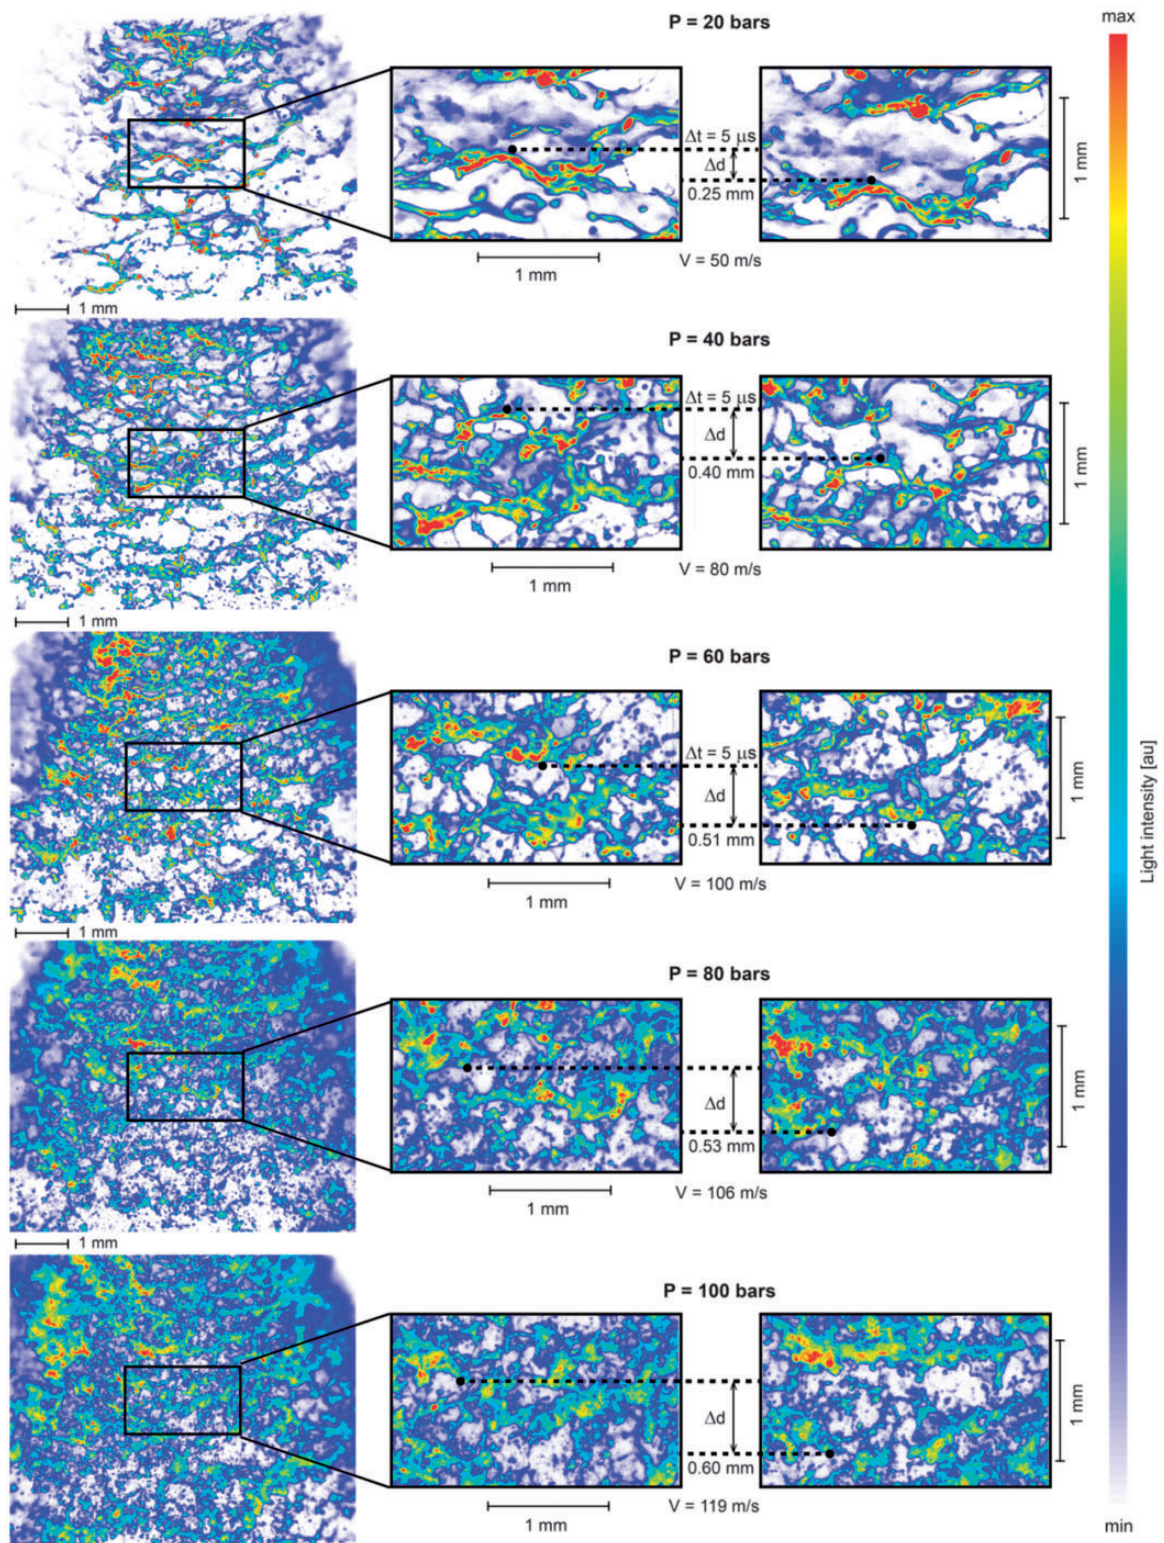 max
P = 20 bars
Δt = 5 μs
Δd
0.25 mm
1 mm
1 mm
V = 50 m/s
1 mm
P = 40 bars
Δt = 5 μs
Δd
0.40 mm
1 mm
1 mm
V = 80 m/s
1 mm
P = 60 bars
Δt = 5 μs
Δd
0.51 mm
1 mm
1 mm
V = 100 m/s
1 mm
Light intensity [au]
P = 80 bars
Δd
0.53 mm
1 mm
1 mm
V = 106 m/s
1 mm
P = 100 bars
Δd
0.60 mm
1 mm
1 mm
V = 119 m/s
min